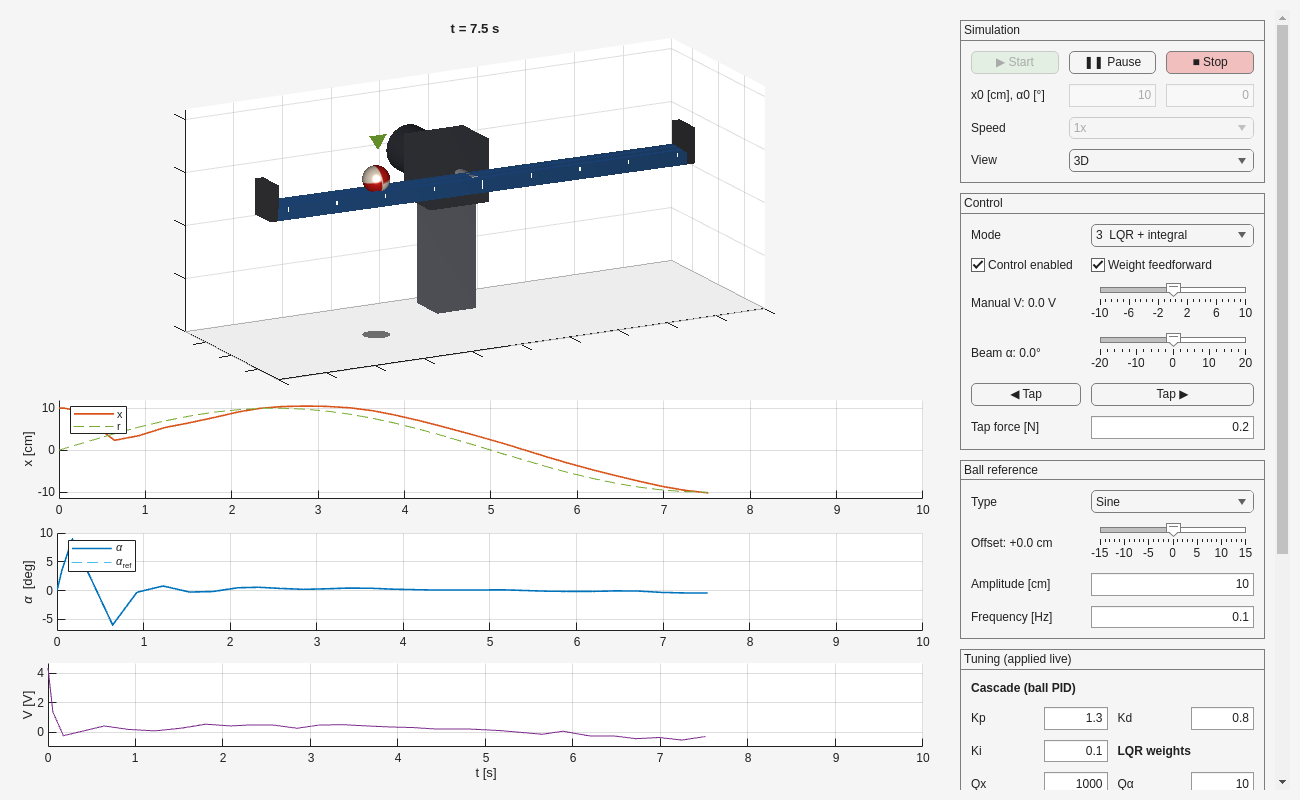 t = 7.5 s
Simulation
▶ Start
❚❚ Pause
■ Stop
x0 [cm], α0 [°]
10
0
Speed
1x
View
3D
Control
Mode
3 LQR + integral
Control enabled
Weight feedforward
Manual V: 0.0 V
-10 -6 -2 2 6 10
Beam α: 0.0°
-20 -10 0 10 20
◀ Tap
Tap ▶
Tap force [N]
0.2
Ball reference
Type
Sine
Offset: +0.0 cm
-15 -10 -5 0 5 10 15
Amplitude [cm]
10
Frequency [Hz]
0.1
Tuning (applied live)
Cascade (ball PID)
Kp
1.3
Kd
0.8
Ki
0.1
LQR weights
Qx
1000
Qα
10
x [cm]
10
0
-10
x
r
0 1 2 3 4 5 6 7 8 9 10
α [deg]
10
5
0
-5
α
αref
0 1 2 3 4 5 6 7 8 9 10
V [V]
4
2
0
0 1 2 3 4 5 6 7 8 9 10
t [s]